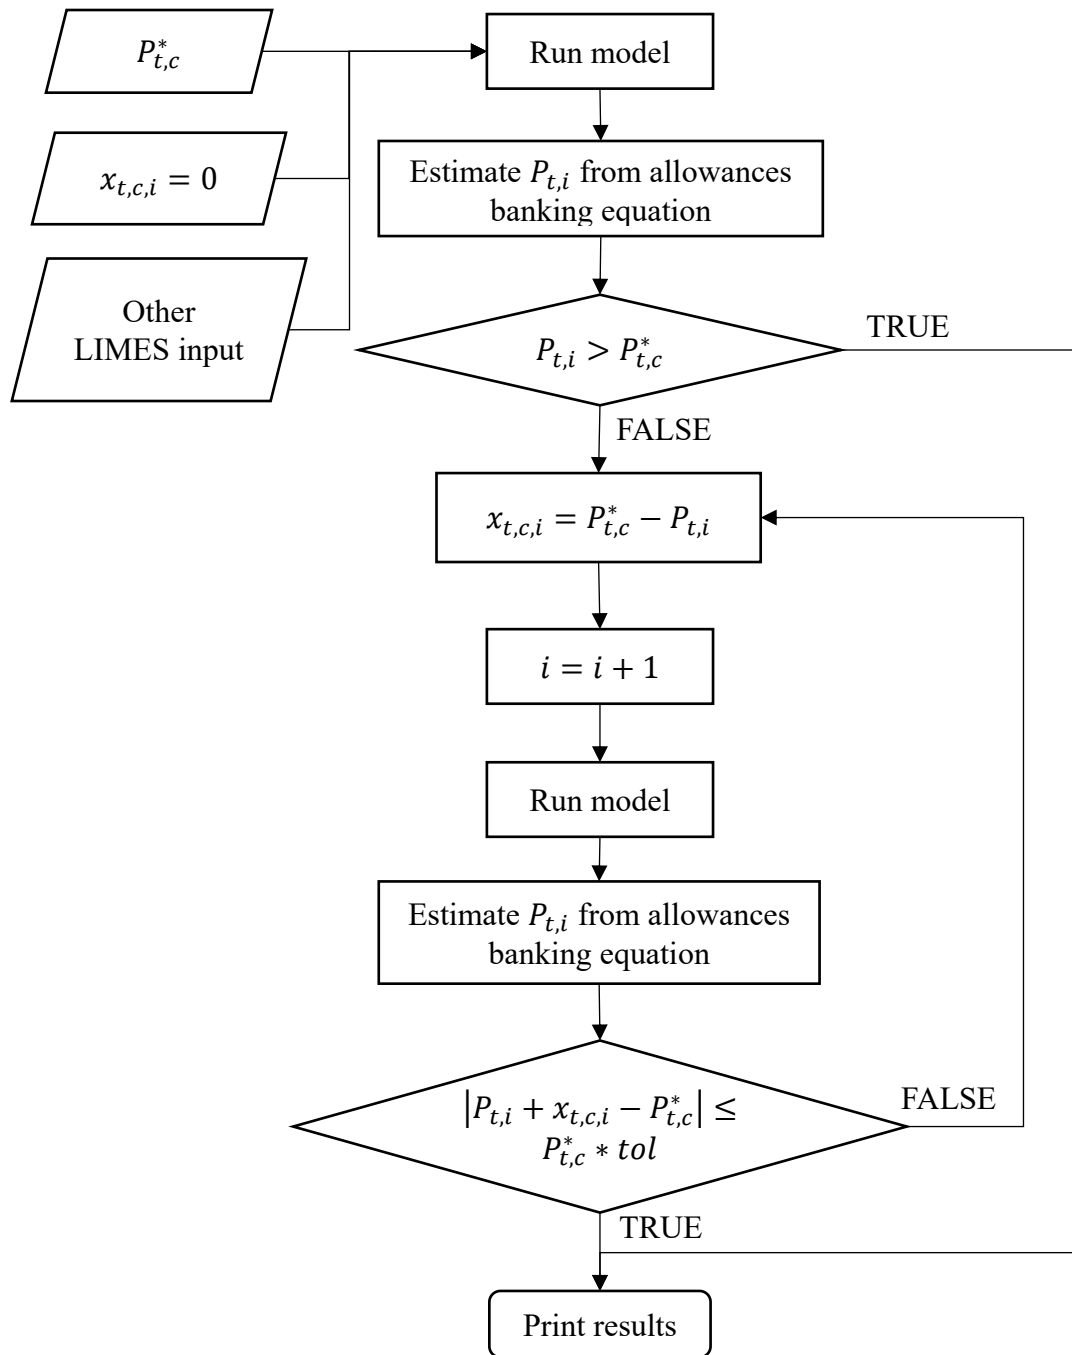 $P^*_{t,c}$
Run model
$x_{t,c,i} = 0$
Estimate $P_{t,i}$ from allowances
banking equation
Other
LIMES input
$P_{t,i} > P^*_{t,c}$
TRUE
FALSE
$x_{t,c,i} = P^*_{t,c} - P_{t,i}$
$i = i + 1$
Run model
Estimate $P_{t,i}$ from allowances
banking equation
$|P_{t,i} + x_{t,c,i} - P^*_{t,c}| \leq$
$P^*_{t,c} * tol$
FALSE
TRUE
Print results